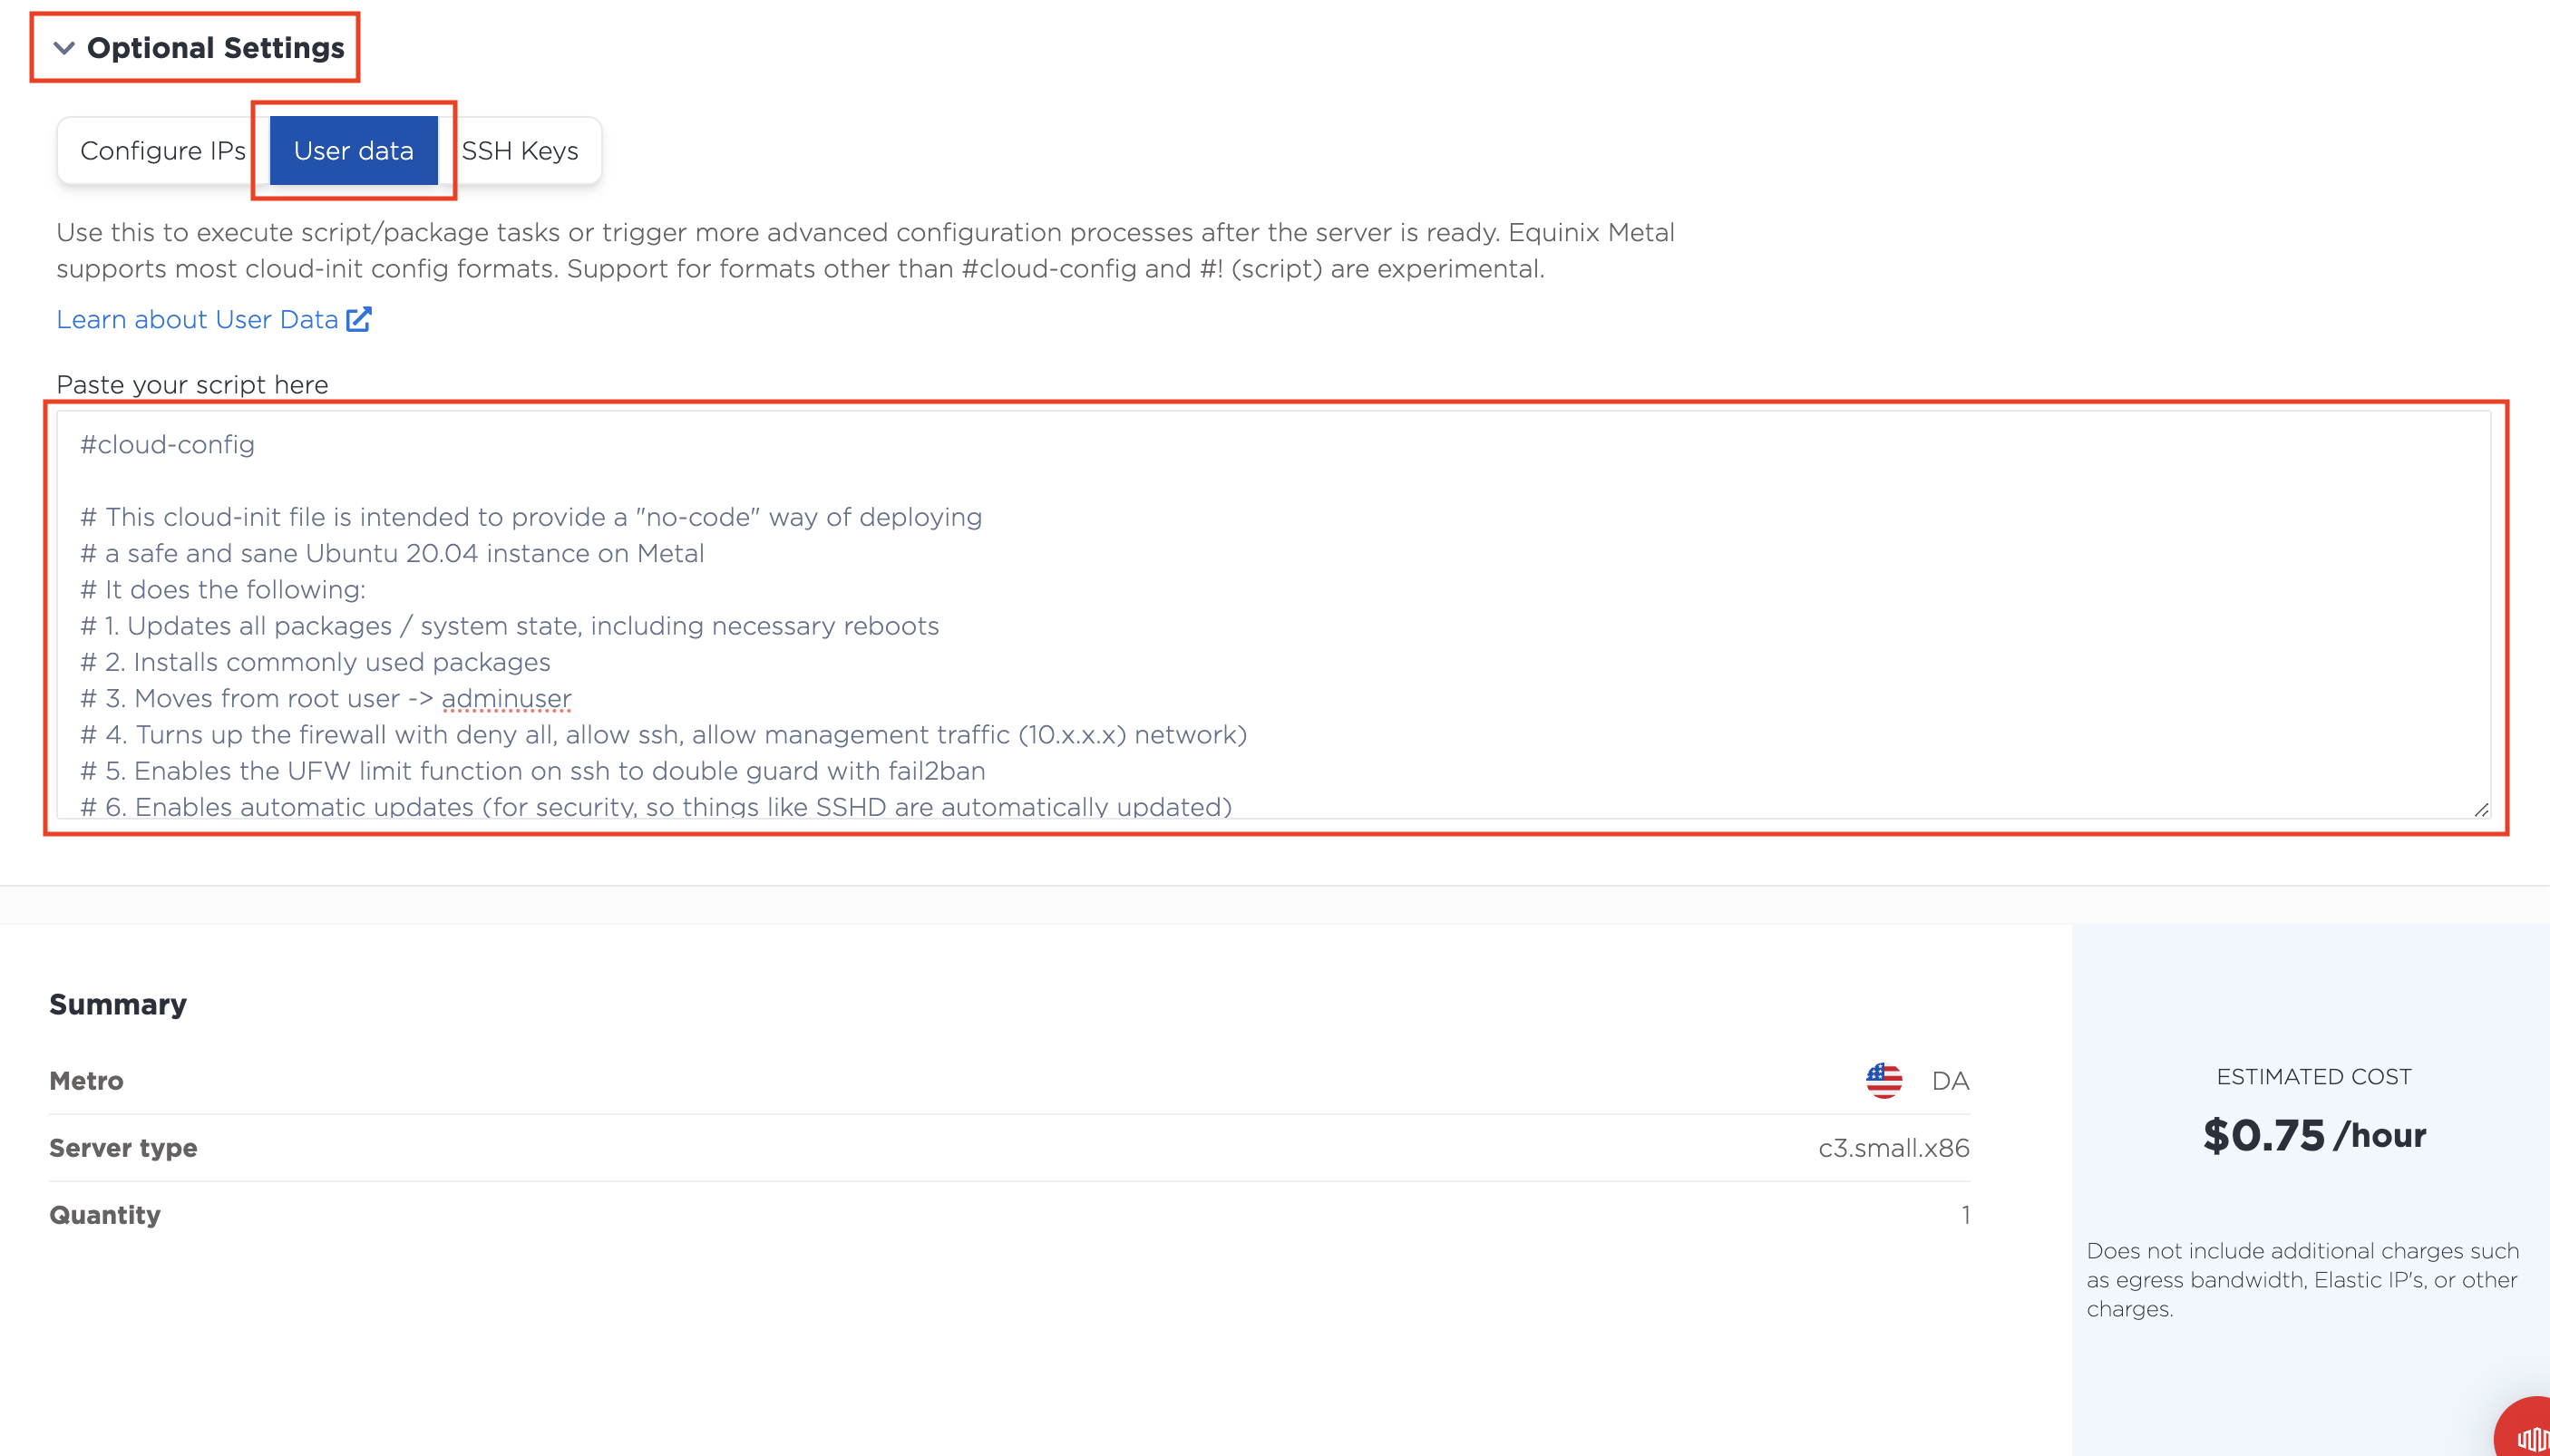 Optional Settings
Configure IPs User data SSH Keys
Use this to execute script/package tasks or trigger more advanced configuration processes after the server is ready. Equinix Metal
supports most cloud-init config formats. Support for formats other than #cloud-config and #! (script) are experimental.
Learn about User Data
Paste your script here
#cloud-config
# This cloud-init file is intended to provide a "no-code" way of deploying
# a safe and sane Ubuntu 20.04 instance on Metal
# It does the following:
# 1. Updates all packages / system state, including necessary reboots
# 2. Installs commonly used packages
# 3. Moves from root user -> adminuser
# 4. Turns up the firewall with deny all, allow ssh, allow management traffic (10.x.x.x) network)
# 5. Enables the UFW limit function on ssh to double guard with fail2ban
# 6. Enables automatic updates (for security, so things like SSHD are automatically updated)
Summary
Metro DA
Server type c3.small.x86
Quantity 1
ESTIMATED COST
$0.75 /hour
Does not include additional charges such
as egress bandwidth, Elastic IP's, or other
charges.